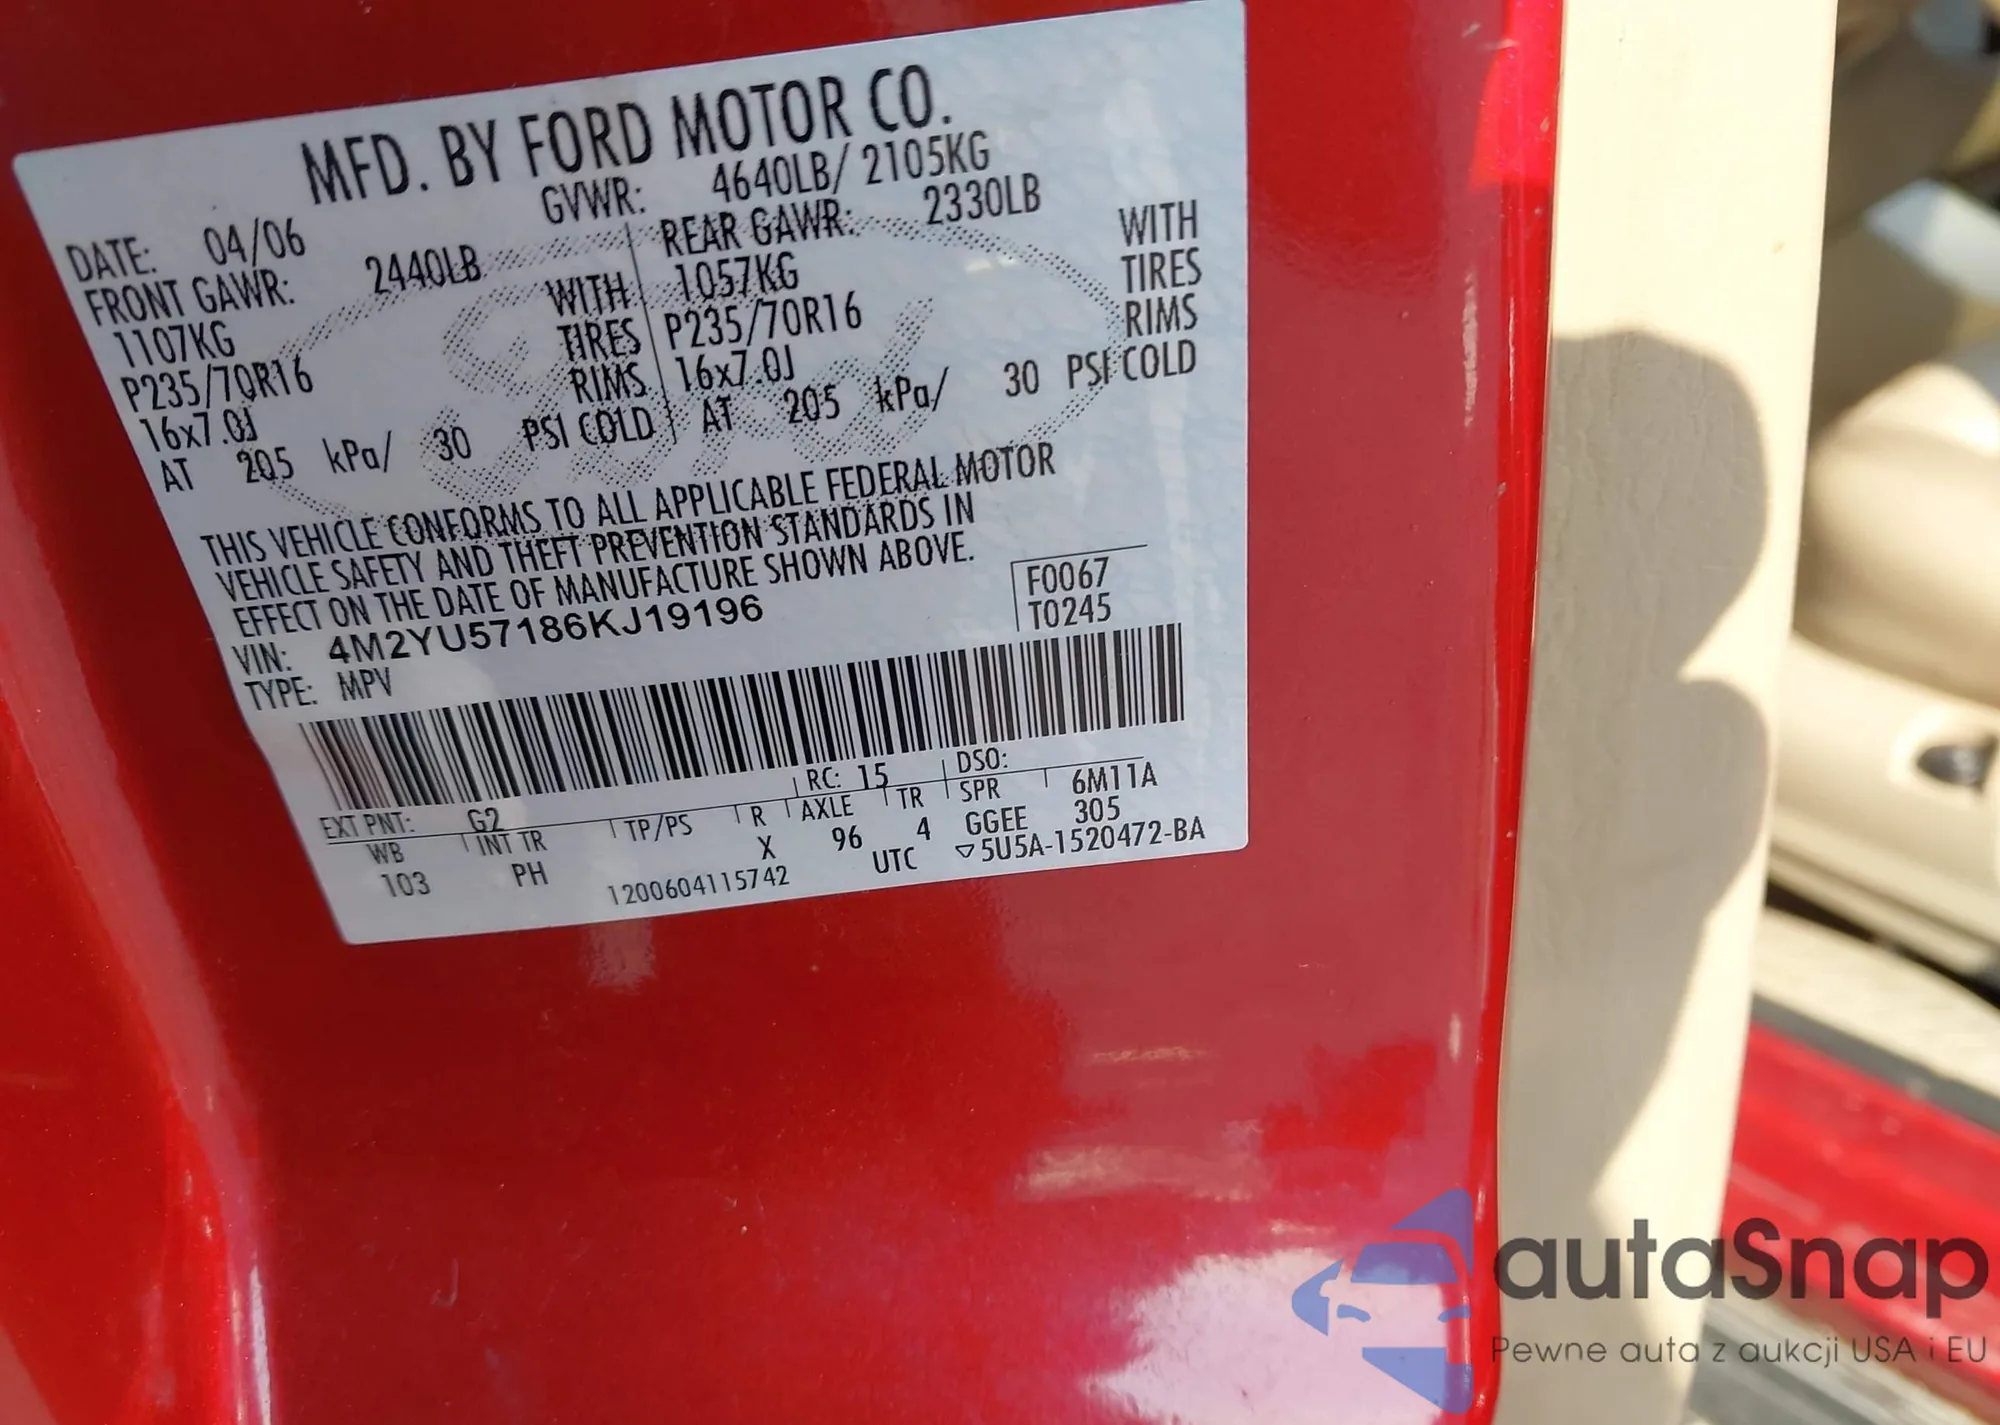 MFD. BY FORD MOTOR CO.
DATE: 04/06 GVWR: 4640LB/ 2105KG
FRONT GAWR: 2440LB REAR GAWR: 2330LB
1107KG WITH 1057KG WITH
P235/70R16 TIRES P235/70R16 TIRES
16x7.0J RIMS 16x7.0J RIMS
AT 205 kPa/ 30 PSI COLD AT 205 kPa/ 30 PSI COLD
THIS VEHICLE CONFORMS TO ALL APPLICABLE FEDERAL MOTOR
VEHICLE SAFETY AND THEFT PREVENTION STANDARDS IN
EFFECT ON THE DATE OF MANUFACTURE SHOWN ABOVE.
VIN: 4M2YU57186KJ19196
F0067
T0245
TYPE: MPV
EXT PNT: G2 RC: 15 DSO:
WB INT TR TP/PS R AXLE TR SPR 6M11A
103 PH X 96 4 GGEE 305
1200604115742 UTC ▽5U5A-1520472-BA
autaSnap
Pewne auta z aukcji USA i EU